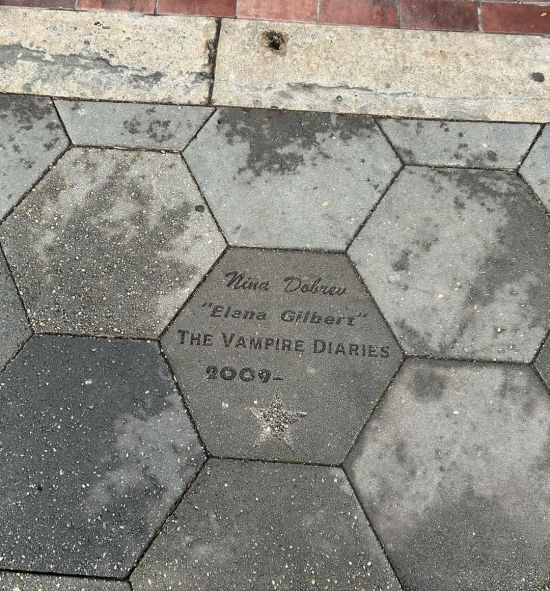 Nina Dobrev
"Elena Gilbert"
THE VAMPIRE DIARIES
2009-